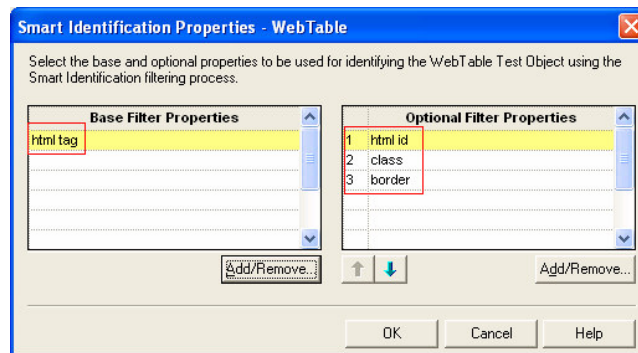 Smart Identification Properties - WebTable
Select the base and optional properties to be used for identifying the WebTable Test Object using the
Smart Identification filtering process.
Base Filter Properties
html tag
Add/Remove...
Optional Filter Properties
1 html id
2 class
3 border
Add/Remove...
OK
Cancel
Help